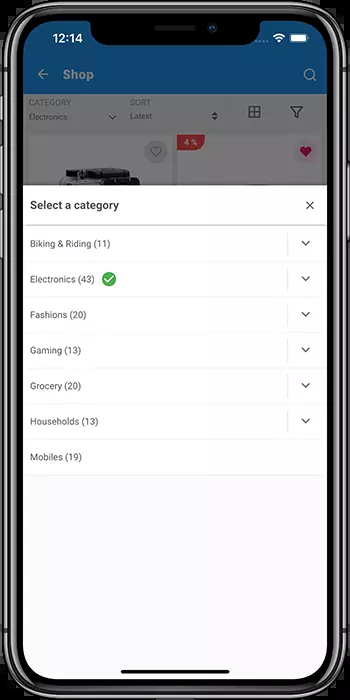 12:14
Shop
CATEGORY
SORT
Electronics
Latest
4 %
Select a category
Biking & Riding (11)
Electronics (43)
Fashions (20)
Gaming (13)
Grocery (20)
Households (13)
Mobiles (19)